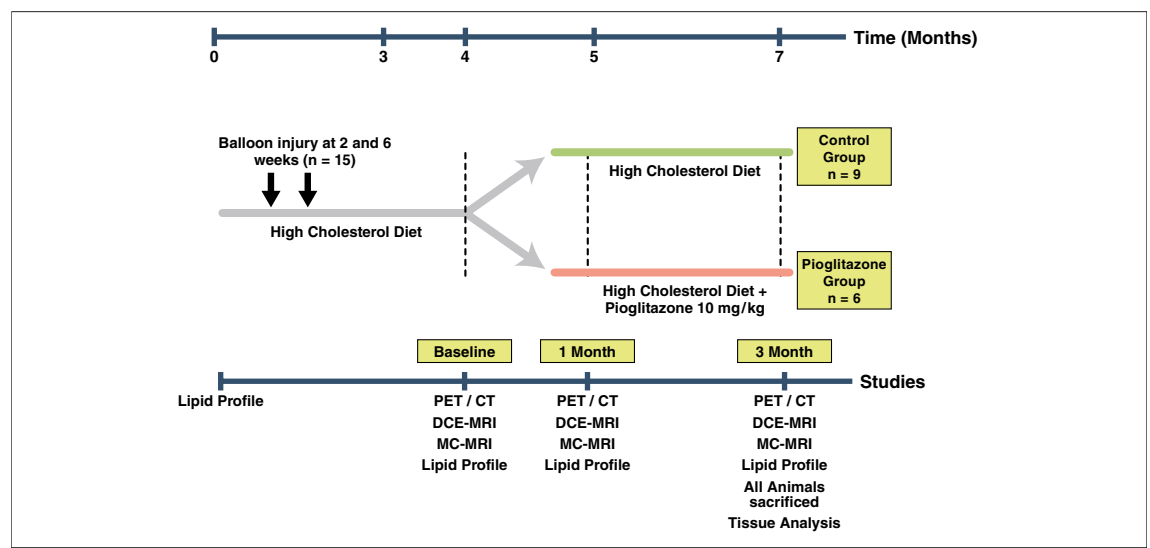 Time (Months)
0
3
4
5
7
Balloon injury at 2 and 6
weeks (n = 15)
High Cholesterol Diet
High Cholesterol Diet
Control
Group
n = 9
High Cholesterol Diet +
Pioglitazone 10 mg/kg
Pioglitazone
Group
n = 6
Baseline
1 Month
3 Month
Studies
Lipid Profile
PET / CT
DCE-MRI
MC-MRI
Lipid Profile
PET / CT
DCE-MRI
MC-MRI
Lipid Profile
PET / CT
DCE-MRI
MC-MRI
Lipid Profile
All Animals
sacrificed
Tissue Analysis